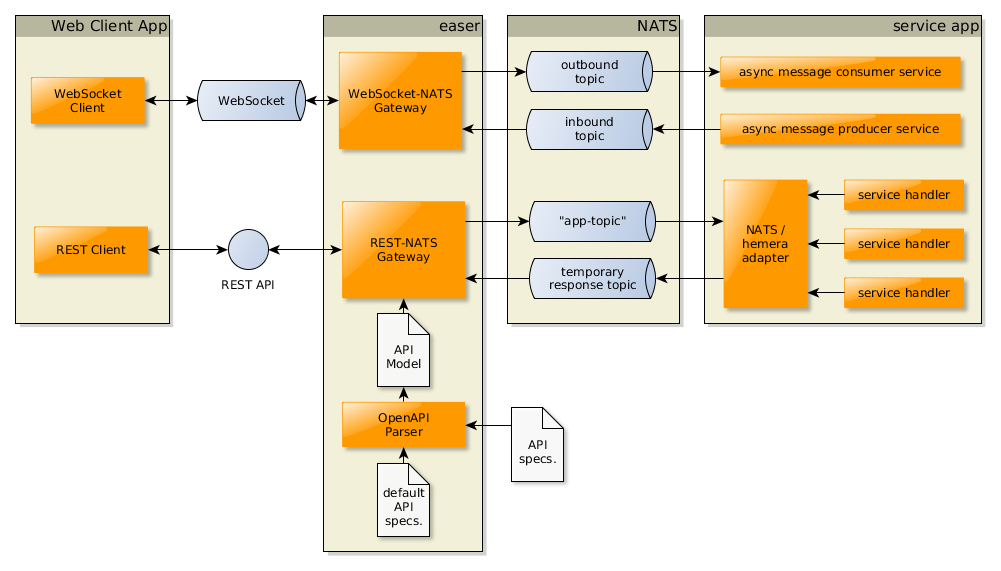 Web Client App
easer
NATS
service app
WebSocket
Client
WebSocket
WebSocket-NATS
Gateway
outbound
topic
async message consumer service
inbound
topic
async message producer service
REST Client
REST API
REST-NATS
Gateway
"app-topic"
temporary
response topic
NATS /
hemera
adapter
service handler
service handler
service handler
API
Model
OpenAPI
Parser
API
specs.
default
API
specs.